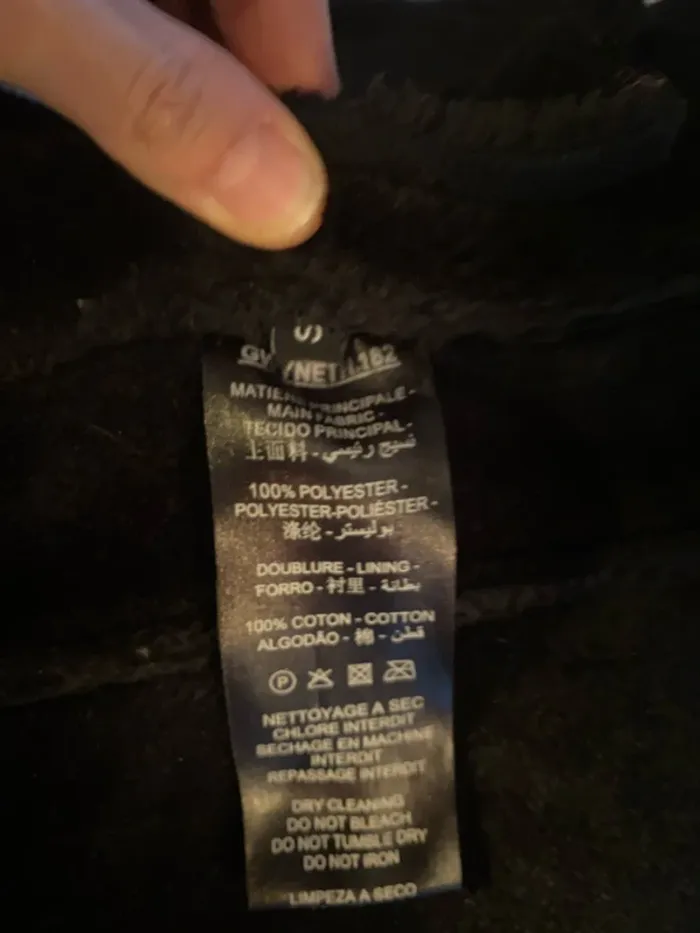 S
MATIERE PRINCIPALE -
MAIN FABRIC -
TECIDO PRINCIPAL -
上面料 - نسيج رئيسي
100% POLYESTER -
POLYESTER-POLIÉSTER -
涤纶 - بوليستر
DOUBLURE - LINING -
FORRO - 衬里 - بطانة
100% COTON - COTTON
ALGODÃO - 棉 - قطن
P
NETTOYAGE A SEC
CHLORE INTERDIT
SECHAGE EN MACHINE
INTERDIT
REPASSAGE INTERDIT
DRY CLEANING
DO NOT BLEACH
DO NOT TUMBLE DRY
DO NOT IRON
LIMPEZA A SECO